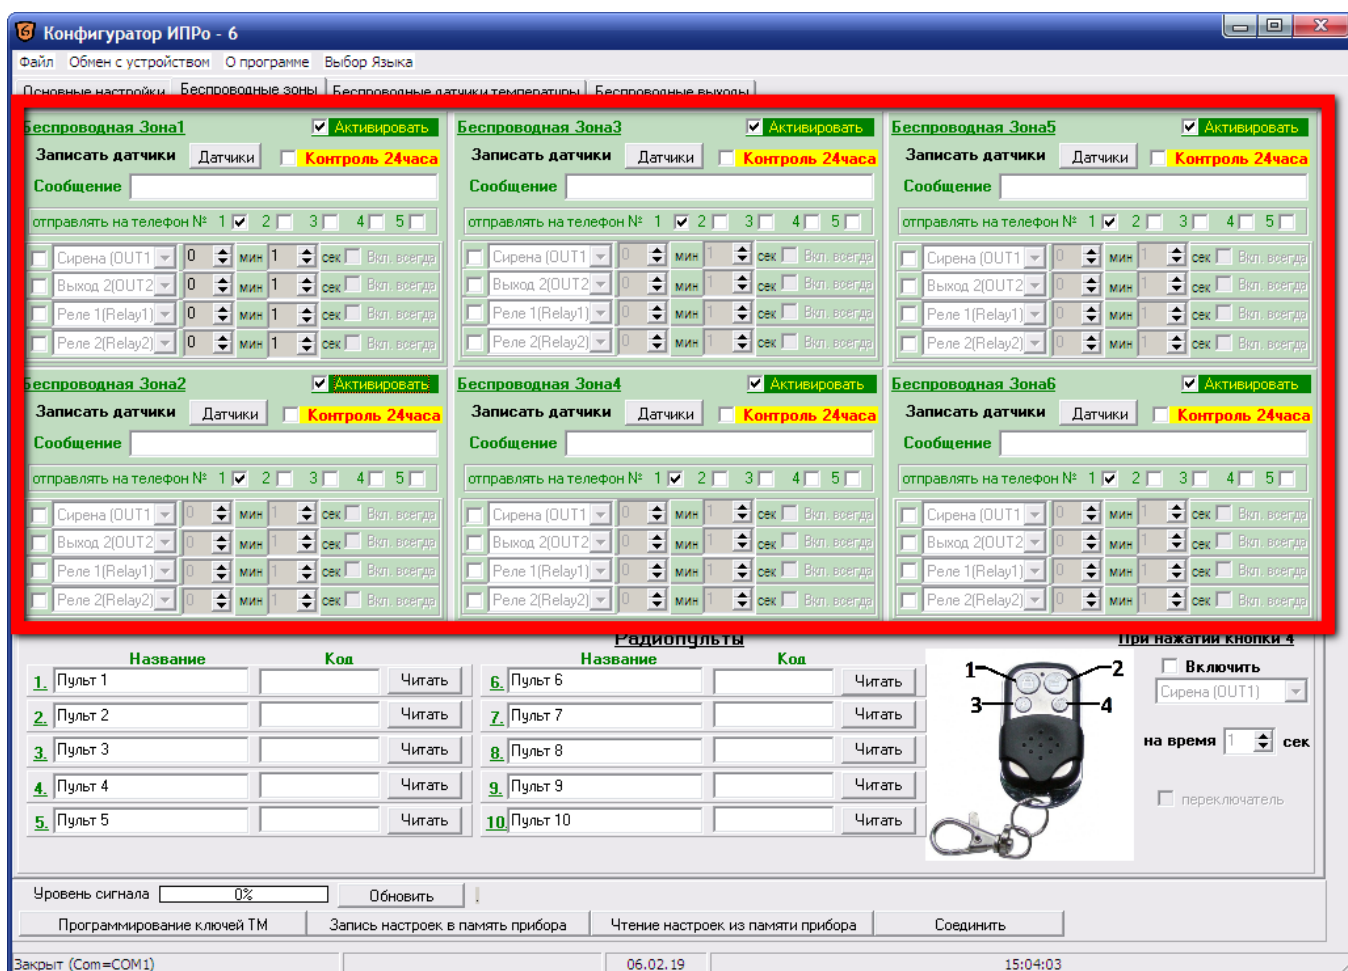 Конфигуратор ИПРо - 6
Файл Обмен с устройством О программе Выбор Языка
Основные настройки Беспроводные зоны Беспроводные датчики температуры Беспроводные выходы
Беспроводная Зона1 Активировать Беспроводная Зона3 Активировать Беспроводная Зона5 Активировать
Записать датчики Датчики Контроль 24часа Записать датчики Датчики Контроль 24часа Записать датчики Датчики Контроль 24часа
Сообщение Сообщение Сообщение
отправлять на телефон № 1 2 3 4 5 отправлять на телефон № 1 2 3 4 5 отправлять на телефон № 1 2 3 4 5
Сирена (OUT1 0 мин 1 сек Вкл. всегда Сирена (OUT1 0 мин 1 сек Вкл. всегда Сирена (OUT1 0 мин 1 сек Вкл. всегда
Выход 2(OUT2 0 мин 1 сек Вкл. всегда Выход 2(OUT2 0 мин 1 сек Вкл. всегда Выход 2(OUT2 0 мин 1 сек Вкл. всегда
Реле 1(Relay1) 0 мин 1 сек Вкл. всегда Реле 1(Relay1) 0 мин 1 сек Вкл. всегда Реле 1(Relay1) 0 мин 1 сек Вкл. всегда
Реле 2(Relay2) 0 мин 1 сек Вкл. всегда Реле 2(Relay2) 0 мин 1 сек Вкл. всегда Реле 2(Relay2) 0 мин 1 сек Вкл. всегда
Беспроводная Зона2 Активировать Беспроводная Зона4 Активировать Беспроводная Зона6 Активировать
Записать датчики Датчики Контроль 24часа Записать датчики Датчики Контроль 24часа Записать датчики Датчики Контроль 24часа
Сообщение Сообщение Сообщение
отправлять на телефон № 1 2 3 4 5 отправлять на телефон № 1 2 3 4 5 отправлять на телефон № 1 2 3 4 5
Сирена (OUT1 0 мин 1 сек Вкл. всегда Сирена (OUT1 0 мин 1 сек Вкл. всегда Сирена (OUT1 0 мин 1 сек Вкл. всегда
Выход 2(OUT2 0 мин 1 сек Вкл. всегда Выход 2(OUT2 0 мин 1 сек Вкл. всегда Выход 2(OUT2 0 мин 1 сек Вкл. всегда
Реле 1(Relay1) 0 мин 1 сек Вкл. всегда Реле 1(Relay1) 0 мин 1 сек Вкл. всегда Реле 1(Relay1) 0 мин 1 сек Вкл. всегда
Реле 2(Relay2) 0 мин 1 сек Вкл. всегда Реле 2(Relay2) 0 мин 1 сек Вкл. всегда Реле 2(Relay2) 0 мин 1 сек Вкл. всегда
Радиопульты При нажатии кнопки 4
Название Код Название Код 1 2 Включить
1. Пульт 1 Читать 6. Пульт 6 Читать Сирена (OUT1)
2. Пульт 2 Читать 7. Пульт 7 Читать 3 4
3. Пульт 3 Читать 8. Пульт 8 Читать на время 1 сек
4. Пульт 4 Читать 9. Пульт 9 Читать переключатель
5. Пульт 5 Читать 10 Пульт 10 Читать
Уровень сигнала 0% Обновить .
Программирование ключей ТМ Запись настроек в память прибора Чтение настроек из памяти прибора Соединить
Закрыт (Com=COM1) 06.02.19 15:04:03